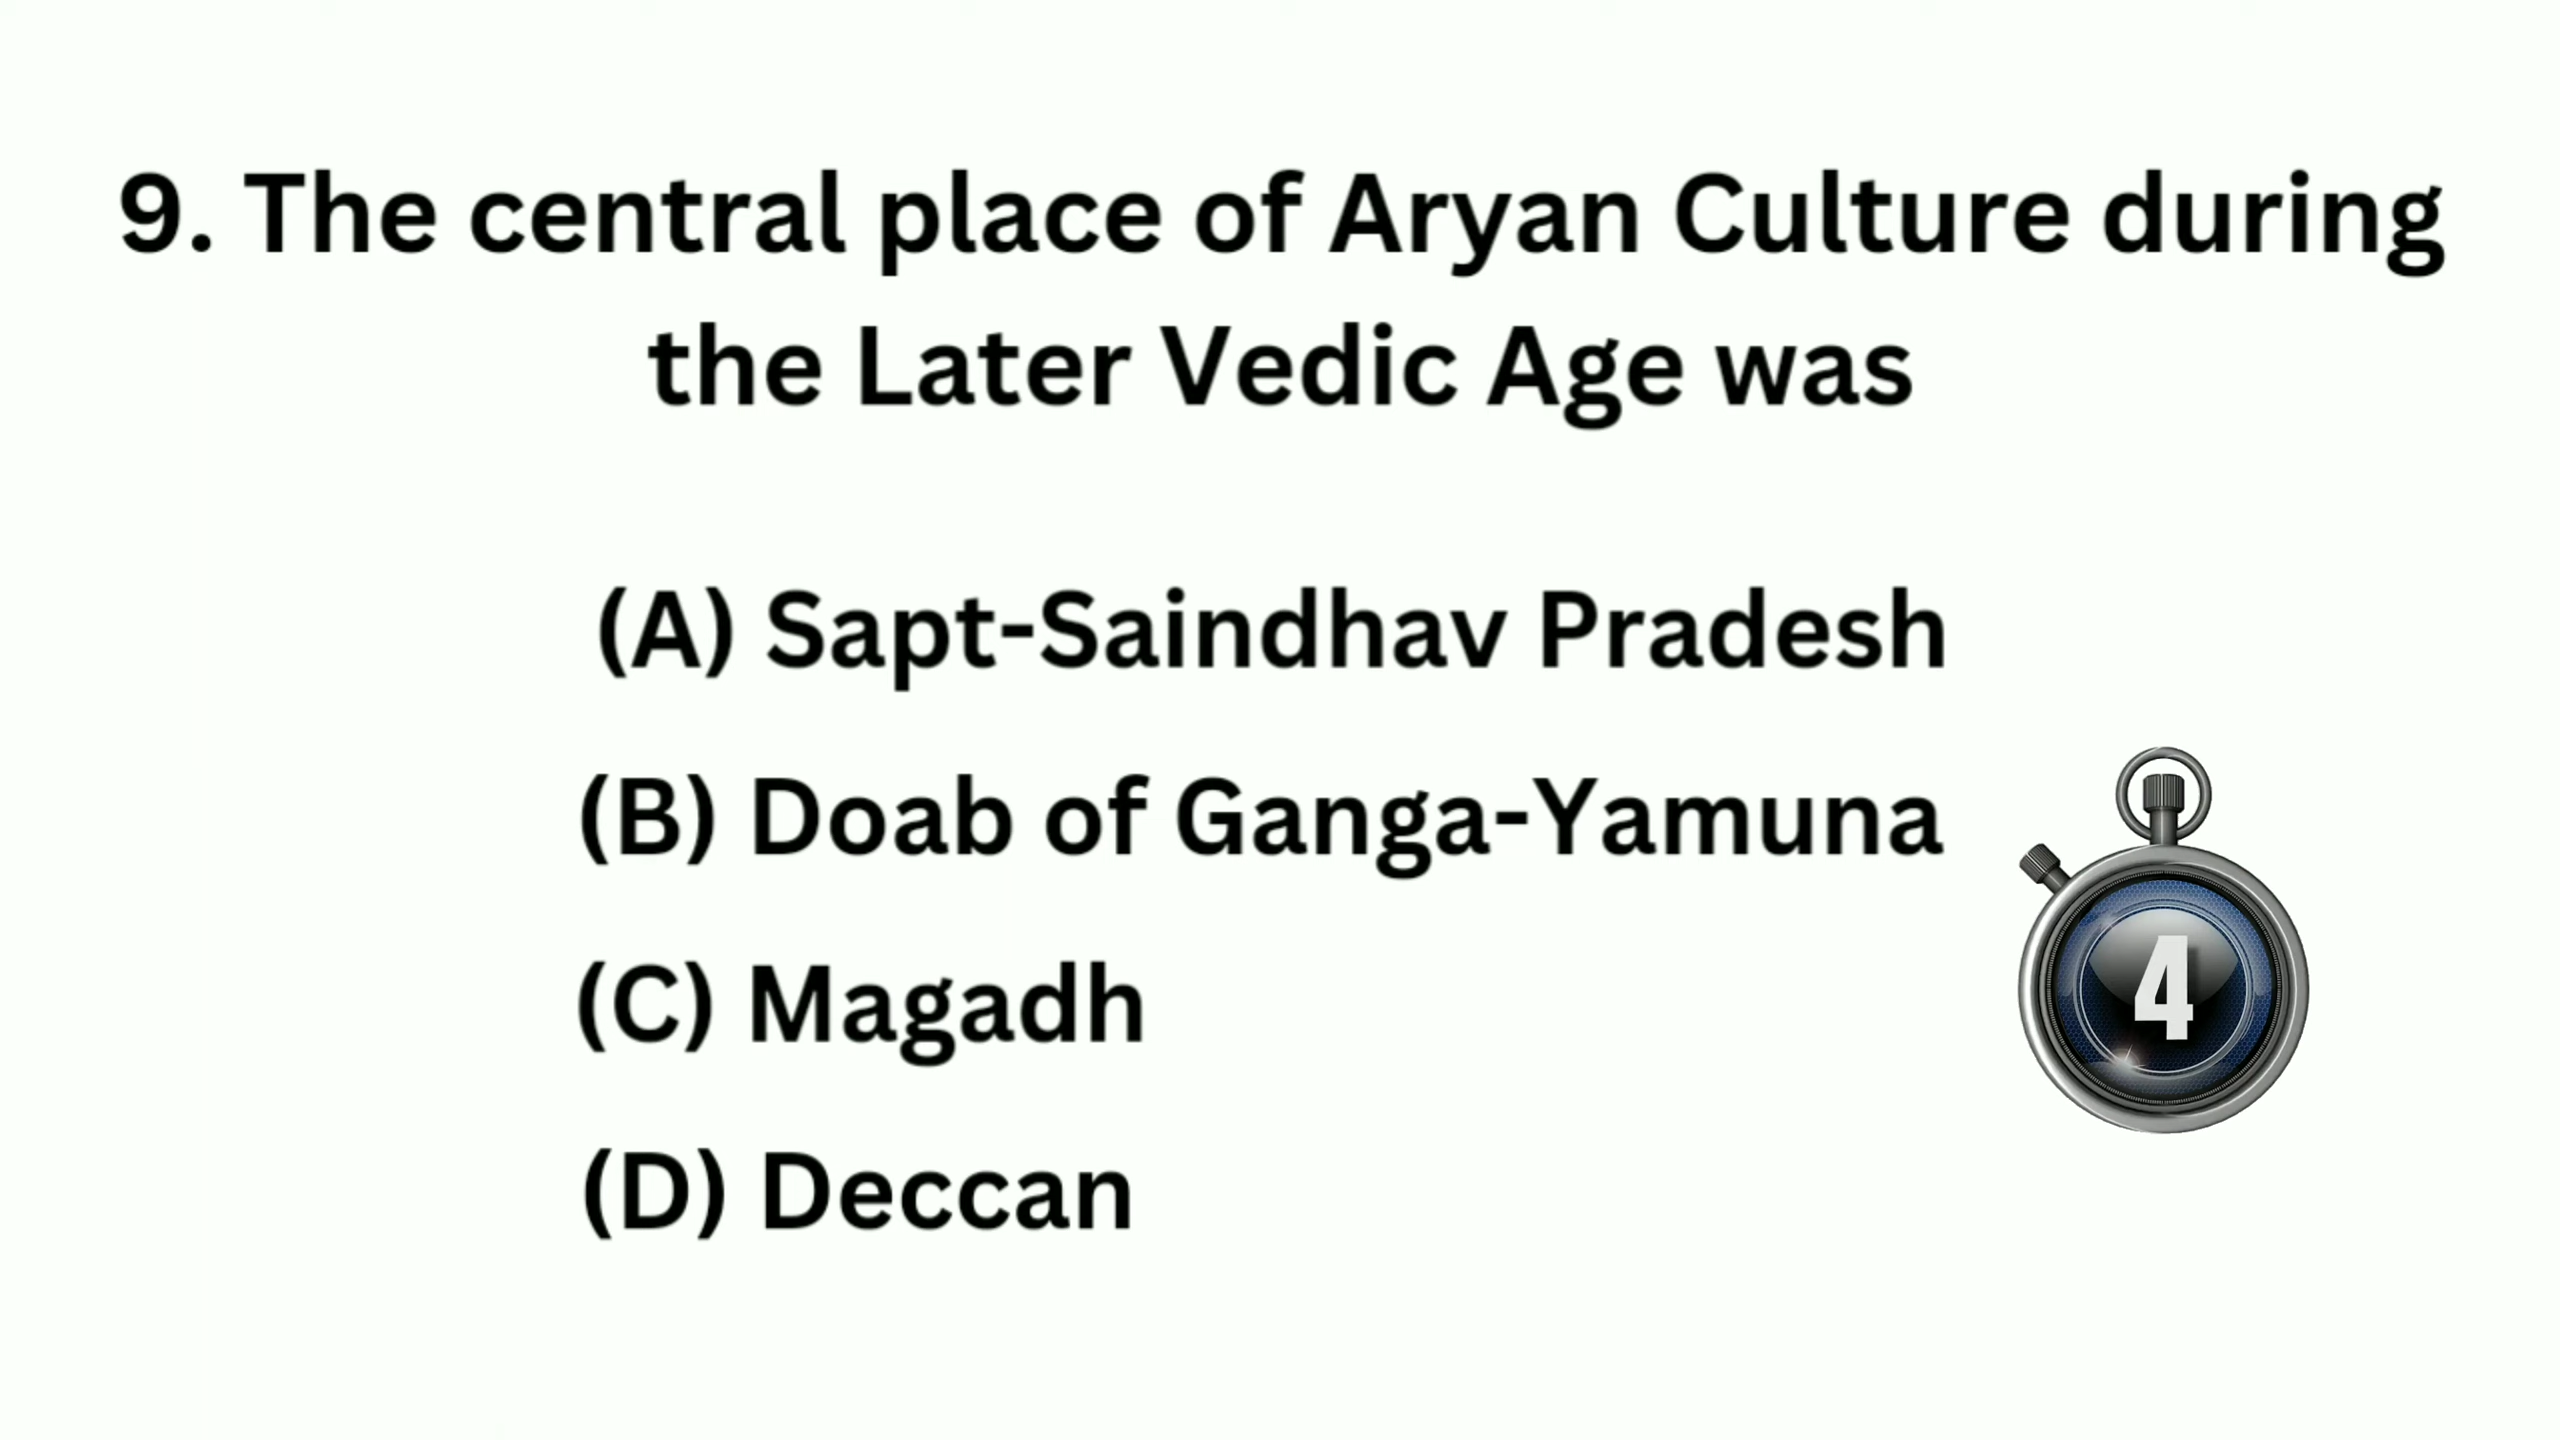 9. The central place of Aryan Culture during
the Later Vedic Age was
(A) Sapt-Saindhav Pradesh
(B) Doab of Ganga-Yamuna
(C) Magadh
(D) Deccan
4